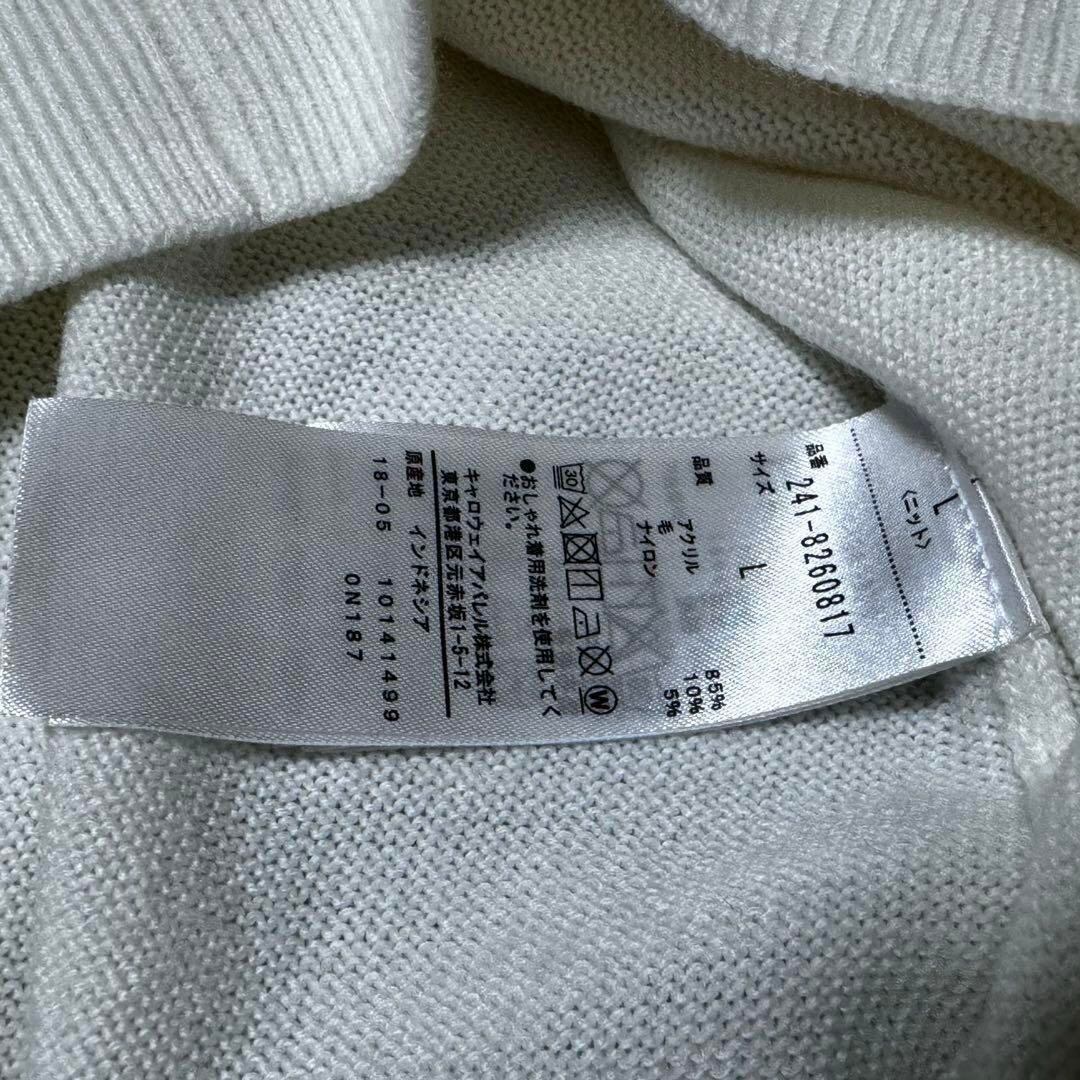 L
〈ニット〉
品番 241-8260817
サイズ L
品質 アクリル 85%
毛 10%
ナイロン 5%
30 W
●おしゃれ着用洗剤を使用して
ください。
キャロウェイアパレル株式会社
東京都港区元赤坂1-5-12
原産地 インドネシア
18-05 10141499
0N187